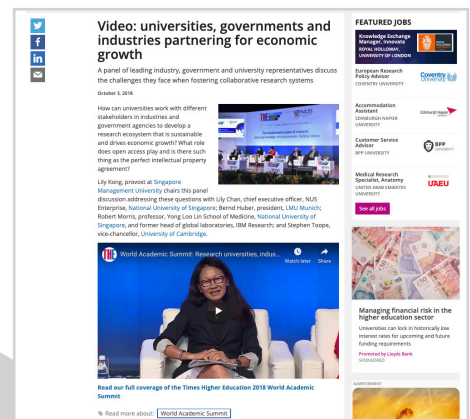 Video: universities, governments and
industries partnering for economic
growth
A panel of leading industry, government and university representatives discuss
the challenges they face when fostering collaborative research systems
October 3, 2018
How can universities work with different
stakeholders in industries and
government agencies to develop a
research ecosystem that is sustainable
and drives economic growth? What role
does open access play and is there such
thing as the perfect intellectual property
agreement?
NUS
Lily Kong, provost at Singapore
Management University chairs this panel
discussion addressing these questions with Lily Chan, chief executive officer, NUS
Enterprise, National University of Singapore; Bernd Huber, president, LMU Munich;
Robert Morris, professor, Yong Loo Lin School of Medicine, National University of
Singapore, and former head of global laboratories, IBM Research; and Stephen Toope,
vice-chancellor, University of Cambridge.
THE World Academic Summit: Research universities, indus...
Watch later Share
Read our full coverage of the Times Higher Education 2018 World Academic
Summit
Read more about: World Academic Summit
FEATURED JOBS
Knowledge Exchange
Manager, Innovate
ROYAL HOLLOWAY,
UNIVERSITY OF LONDON
European Research
Policy Advisor
COVENTRY UNIVERSITY
Coventry
Accommodation
Assistant
EDINBURGH NAPIER
UNIVERSITY
Edinburgh Napier
Customer Service
Advisor
BPP UNIVERSITY
BPP
UNIVERSITY
Medical Research
Specialist, Anatomy
UNITED ARAB EMIRATES
UNIVERSITY
UAEU
See all jobs
Managing financial risk in the
higher education sector
Universities can lock in historically low
interest rates for upcoming and future
funding requirements
Promoted by Lloyds Bank
SPONSORED
ADVERTISEMENT